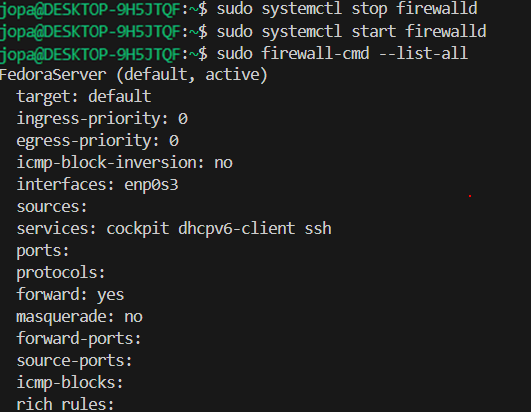 jopa@DESKTOP-9H5JTQF:~$ sudo systemctl stop firewalld
jopa@DESKTOP-9H5JTQF:~$ sudo systemctl start firewalld
jopa@DESKTOP-9H5JTQF:~$ sudo firewall-cmd --list-all
FedoraServer (default, active)
  target: default
  ingress-priority: 0
  egress-priority: 0
  icmp-block-inversion: no
  interfaces: enp0s3
  sources:
  services: cockpit dhcpv6-client ssh
  ports:
  protocols:
  forward: yes
  masquerade: no
  forward-ports:
  source-ports:
  icmp-blocks:
  rich rules: